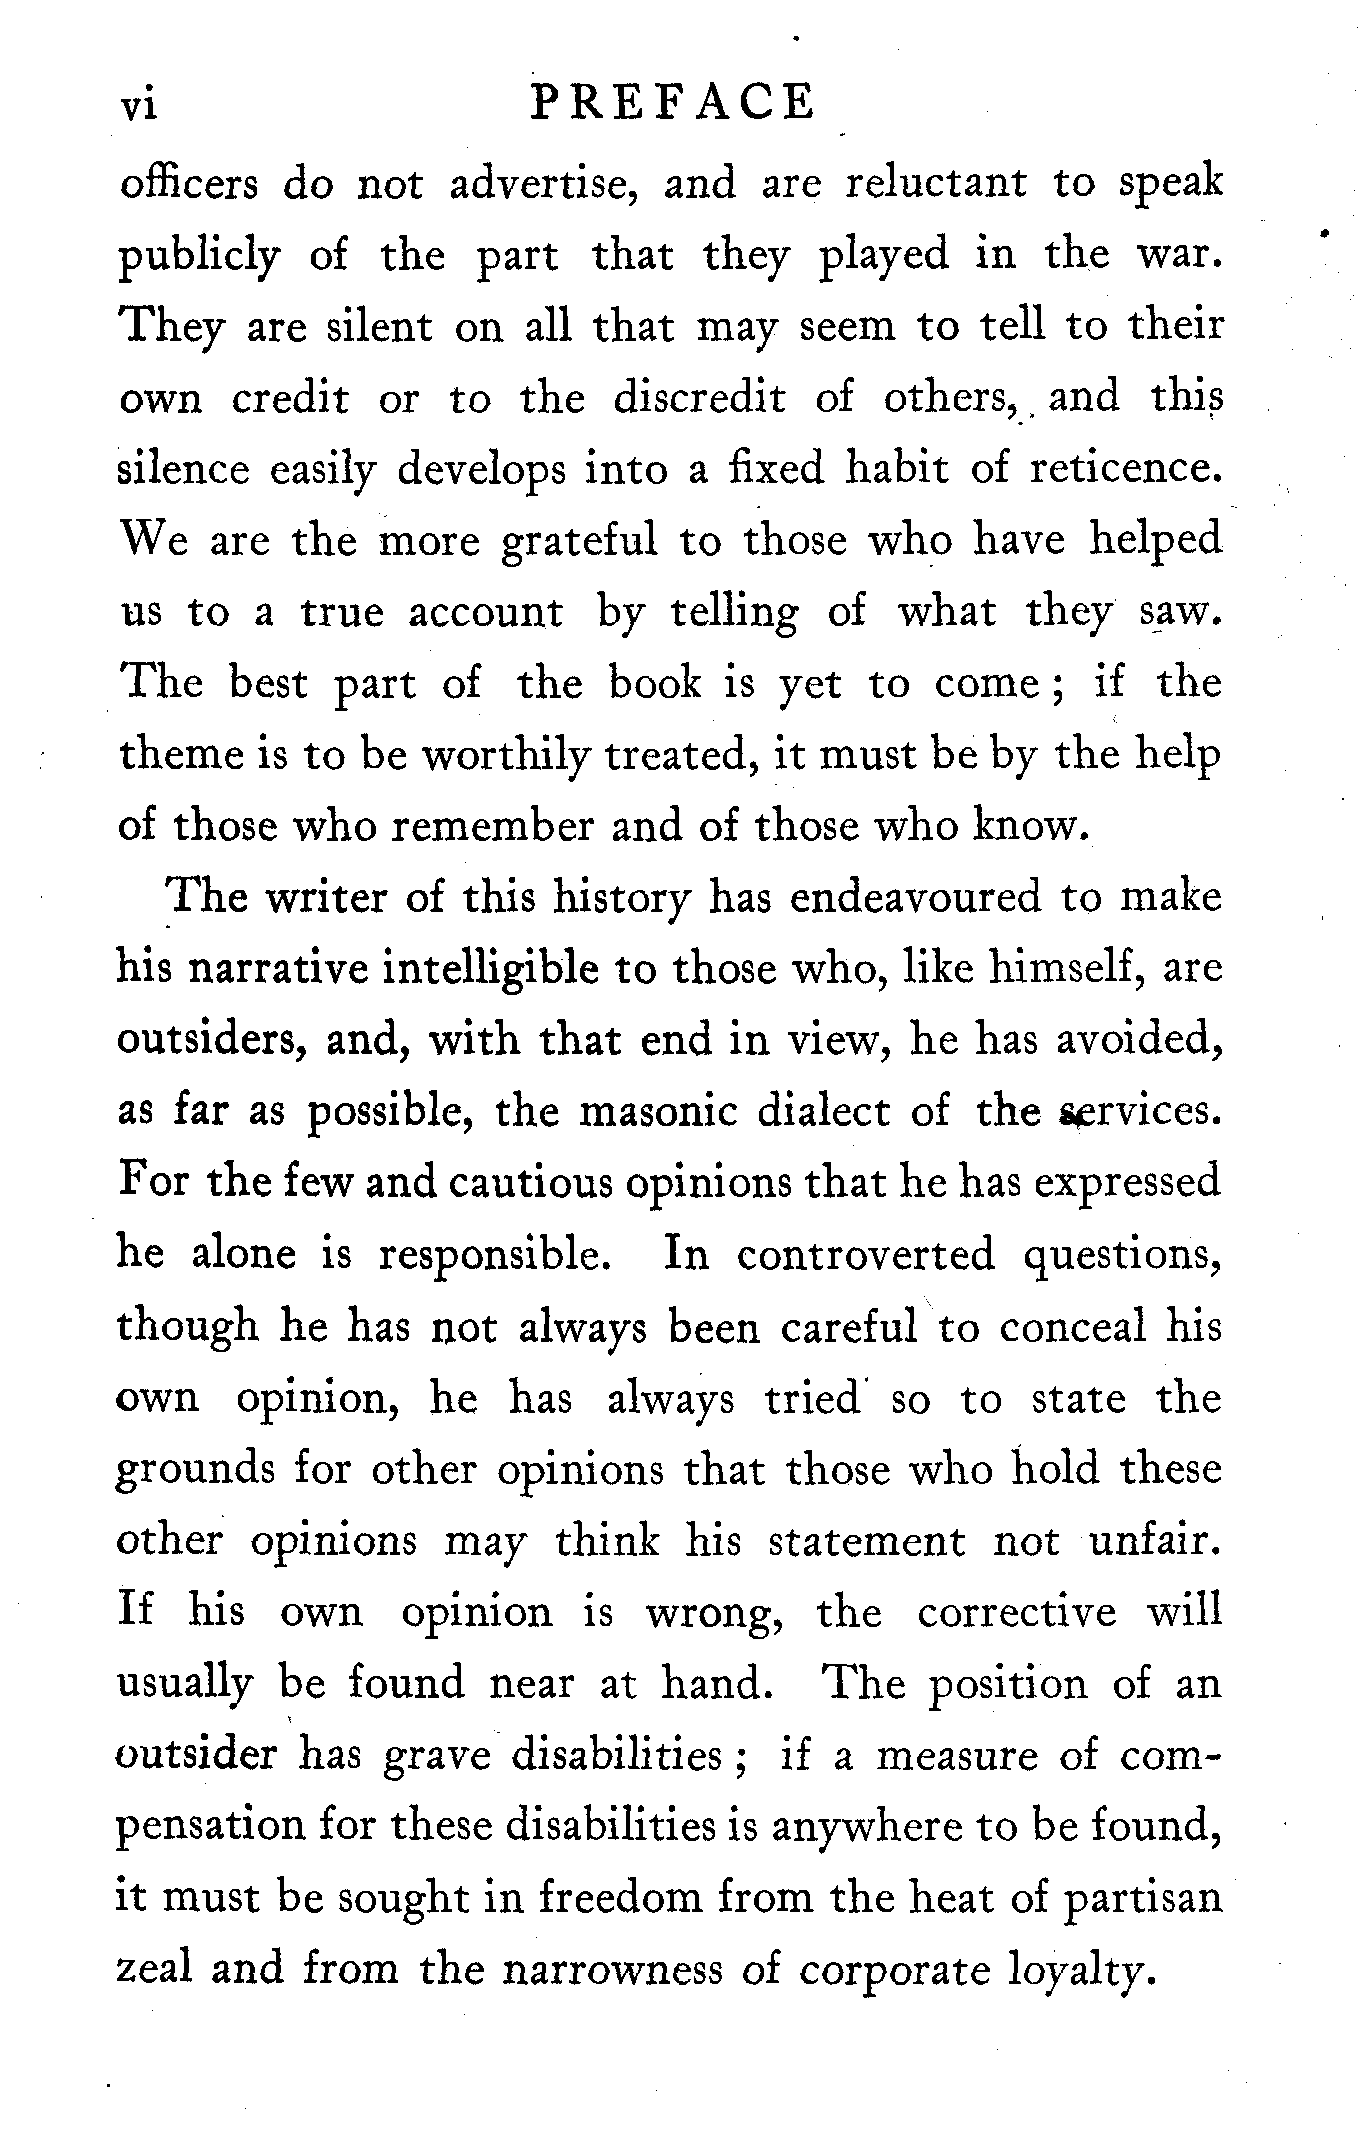 vi PREFACE
officers do not advertise, and are reluctant to speak
publicly of the part that they played in the war.
They are silent on all that may seem to tell to their
own credit or to the discredit of others, and this
silence easily develops into a fixed habit of reticence.
We are the more grateful to those who have helped
us to a true account by telling of what they saw.
The best part of the book is yet to come ; if the
theme is to be worthily treated, it must be by the help
of those who remember and of those who know.
The writer of this history has endeavoured to make
his narrative intelligible to those who, like himself, are
outsiders, and, with that end in view, he has avoided,
as far as possible, the masonic dialect of the services.
For the few and cautious opinions that he has expressed
he alone is responsible. In controverted questions,
though he has not always been careful to conceal his
own opinion, he has always tried so to state the
grounds for other opinions that those who hold these
other opinions may think his statement not unfair.
If his own opinion is wrong, the corrective will
usually be found near at hand. The position of an
outsider has grave disabilities ; if a measure of com-
pensation for these disabilities is anywhere to be found,
it must be sought in freedom from the heat of partisan
zeal and from the narrowness of corporate loyalty.